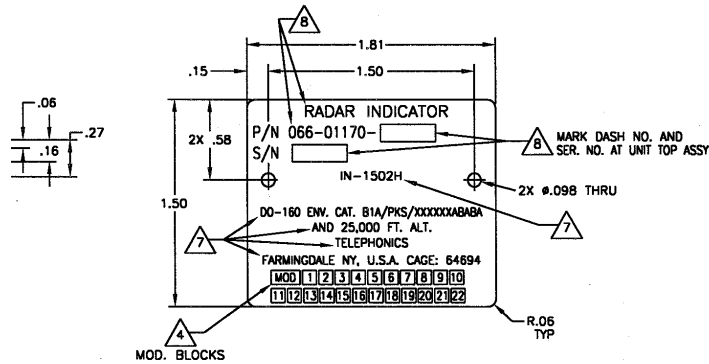 8
1.81
.15
1.50
.06
.27
.16
RADAR INDICATOR
2X .58
P/N 066-01170-
S/N
8
MARK DASH NO. AND
SER. NO. AT UNIT TOP ASSY
IN-1502H
2X ø.098 THRU
1.50
7
DO-160 ENV. CAT. B1A/PKS/XXXXXXABABA
AND 25,000 FT. ALT.
7
TELEPHONICS
FARMINGDALE NY, U.S.A. CAGE: 64694
MOD 1 2 3 4 5 6 7 8 9 10
11 12 13 14 15 16 17 18 19 20 21 22
4
MOD. BLOCKS
R.06
TYP